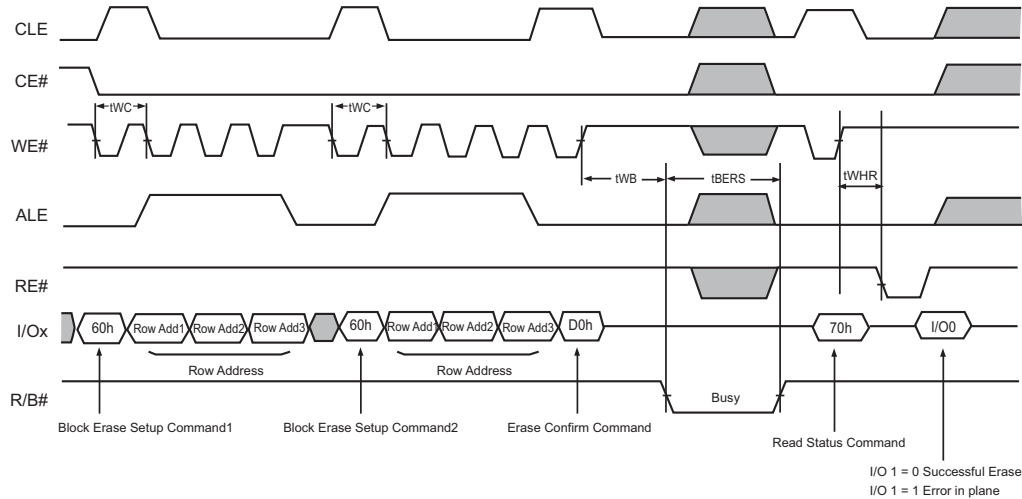 CLE
CE#
tWC
tWC
WE#
tWB
tBERS
tWHR
ALE
RE#
I/Ox
60h
Row Add1
Row Add2
Row Add3
60h
Row Add1
Row Add2
Row Add3
D0h
70h
I/O0
Row Address
Row Address
R/B#
Busy
Block Erase Setup Command1
Block Erase Setup Command2
Erase Confirm Command
Read Status Command
I/O 1 = 0 Successful Erase
I/O 1 = 1 Error in plane